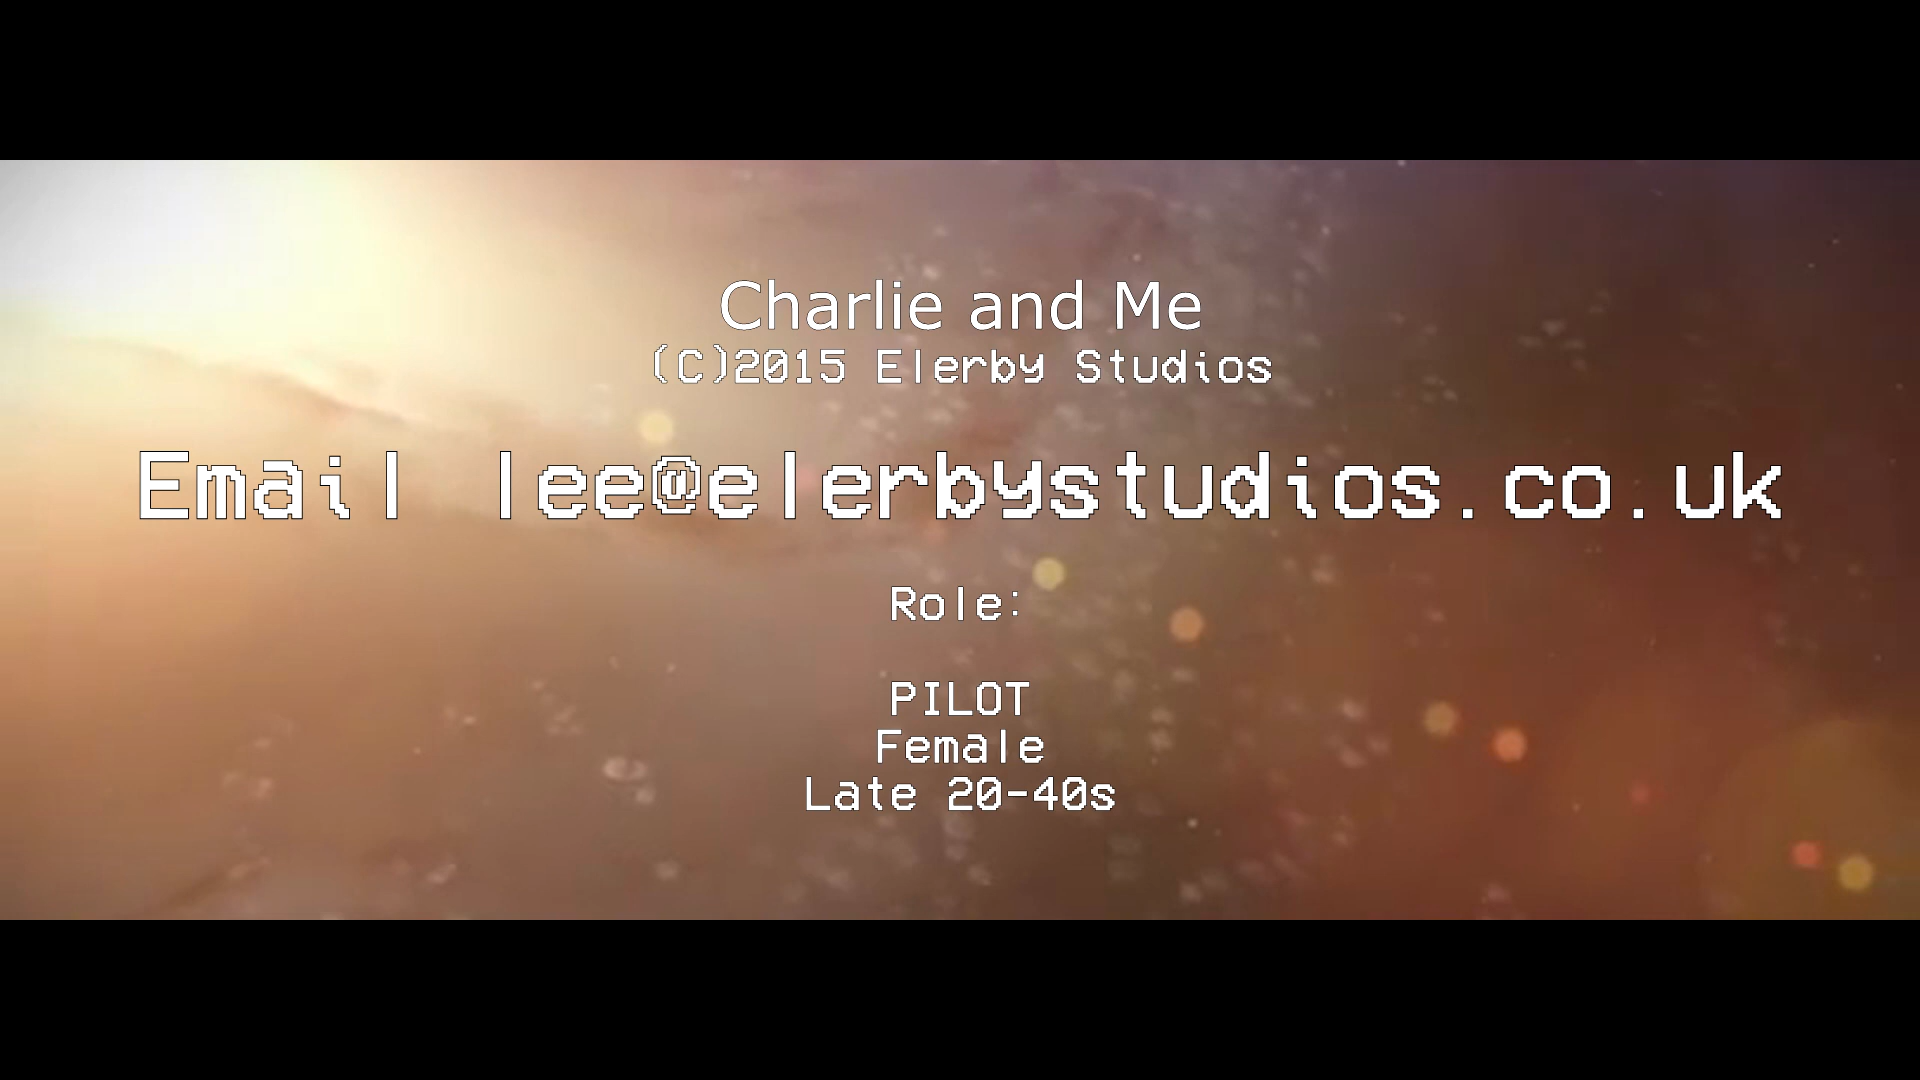 Charlie and Me
(C)2015 Elerby Studios
Email lee@elerbystudios.co.uk
Role:
PILOT
Female
Late 20-40s